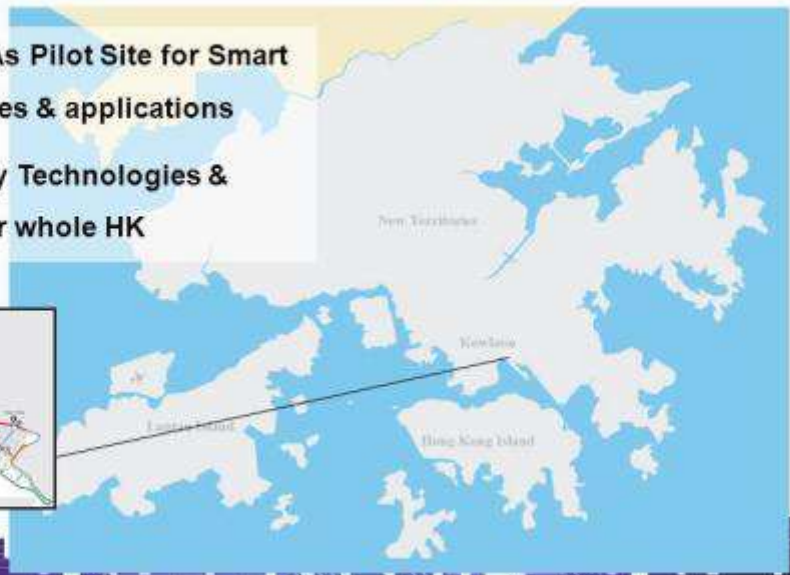 As Pilot Site for Smart
es & applications
y Technologies &
r whole HK
New Territories
Kowloon
Lantau Island
Hong Kong Island